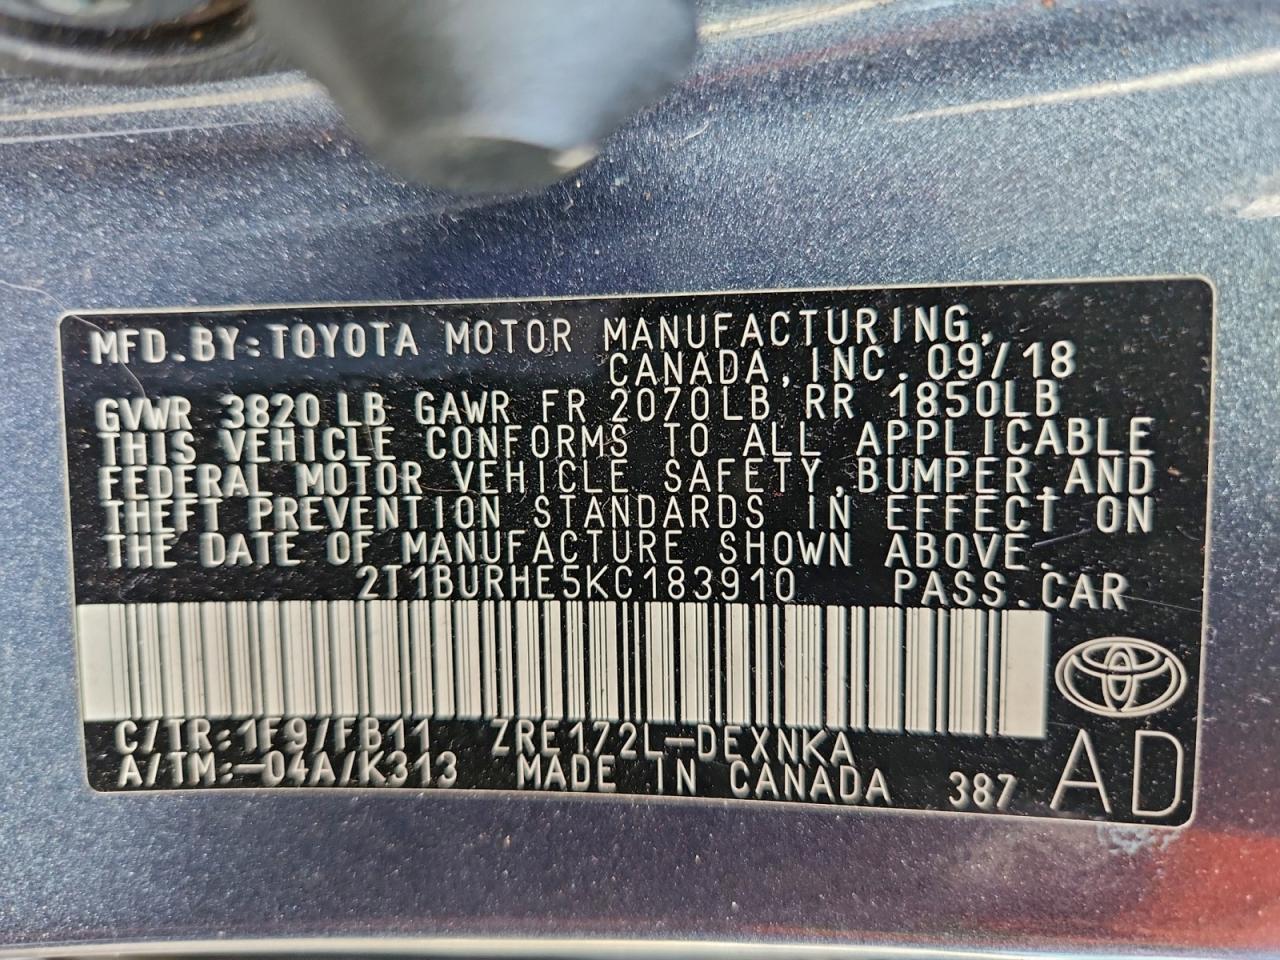 MFD.BY:TOYOTA MOTOR MANUFACTURING,
CANADA, INC. 09/18
GVWR 3820 LB GAWR FR 2070LB RR 1850LB
THIS VEHICLE CONFORMS TO ALL APPLICABLE
FEDERAL MOTOR VEHICLE SAFETY,BUMPER,AND
THEFT PREVENTION STANDARDS IN EFFECT ON
THE DATE OF MANUFACTURE SHOWN ABOVE.
2T1BURHE5KC183910 PASS.CAR
C/TR:1F9/FB11 ZRE172L-DEXNKA
A/TM:-04A/K313 MADE IN CANADA 387 AD